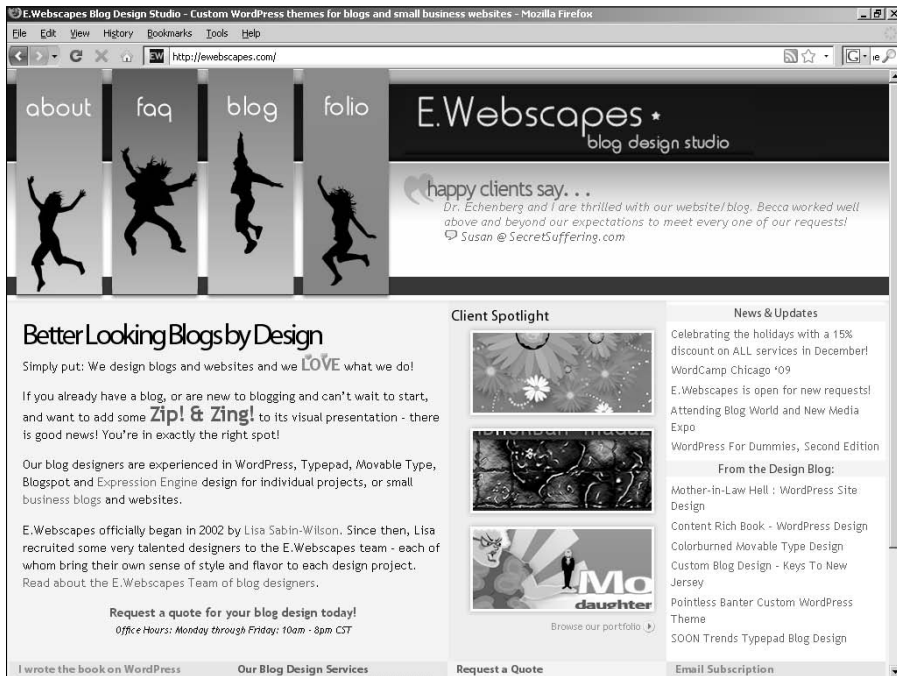 E.Webscapes Blog Design Studio - Custom WordPress themes for blogs and small business websites - Mozilla Firefox
File Edit View History Bookmarks Tools Help
EW http://ewebscapes.com/
about faq blog folio
E.Webscapes
blog design studio
happy clients say. . .
Dr. Echenberg and I are thrilled with our website/blog. Becca worked well
above and beyond our expectations to meet every one of our requests!
Susan @ SecretSuffering.com
Better Looking Blogs by Design
Simply put: We design blogs and websites and we LOVE what we do!
If you already have a blog, or are new to blogging and can't wait to start,
and want to add some Zip! & Zing! to its visual presentation - there
is good news! You're in exactly the right spot!
Our blog designers are experienced in WordPress, Typepad, Movable Type,
Blogspot and Expression Engine design for individual projects, or small
business blogs and websites.
E.Webscapes officially began in 2002 by Lisa Sabin-Wilson. Since then, Lisa
recruited some very talented designers to the E.Webscapes team - each of
whom bring their own sense of style and flavor to each design project.
Read about the E.Webscapes Team of blog designers.
Request a quote for your blog design today!
Office Hours: Monday through Friday: 10am - 8pm CST
Client Spotlight
Mo
daughter
Browse our portfolio
News & Updates
Celebrating the holidays with a 15%
discount on ALL services in December!
WordCamp Chicago '09
E.Webscapes is open for new requests!
Attending Blog World and New Media
Expo
WordPress For Dummies, Second Edition
From the Design Blog:
Mother-in-Law Hell : WordPress Site
Design
Content Rich Book - WordPress Design
Colorburned Movable Type Design
Custom Blog Design - Keys To New
Jersey
Pointless Banter Custom WordPress
Theme
SOON Trends Typepad Blog Design
I wrote the book on WordPress
Our Blog Design Services
Request a Quote
Email Subscription